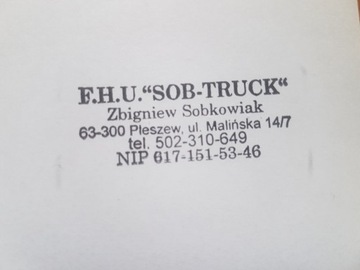 F.H.U."SOB-TRUCK"
Zbigniew Sobkowiak
63-300 Pleszew, ul. Malińska 14/7
tel. 502-310-649
NIP 617-151-53-46